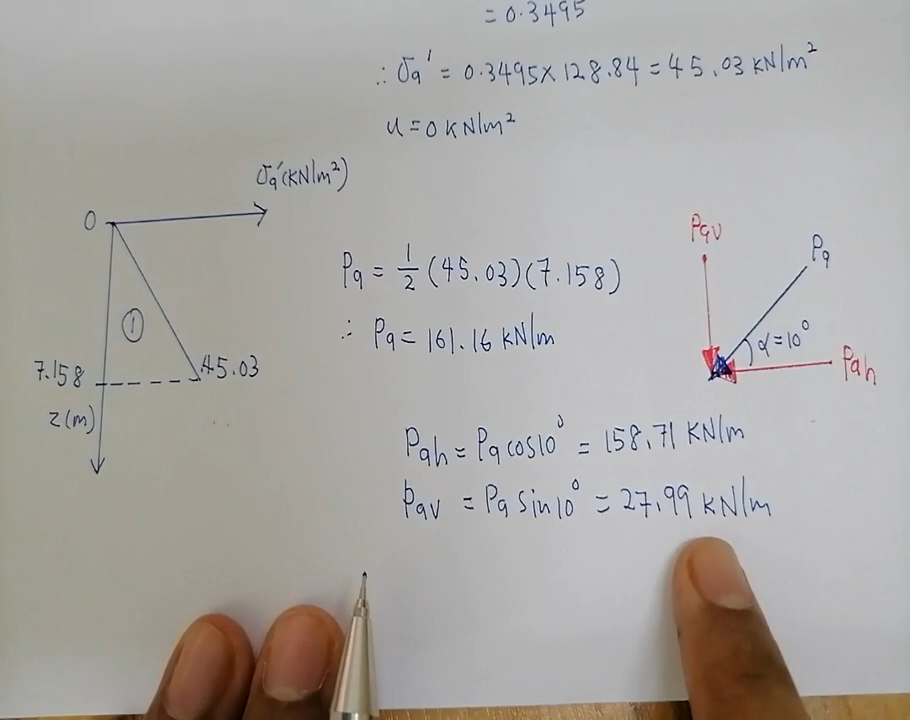 = 0.3495
∴ σa' = 0.3495 × 128.84 = 45.03 kN/m²
u = 0 kN/m²
σa' (kN/m²)
0
Pa = 1/2 (45.03)(7.158)
∴ Pa = 161.16 kN/m
1
7.158
45.03
z(m)
Pav
Pa
α = 10°
Pah
Pah = Pa cos10° = 158.71 kN/m
Pav = Pa sin10° = 27.99 kN/m